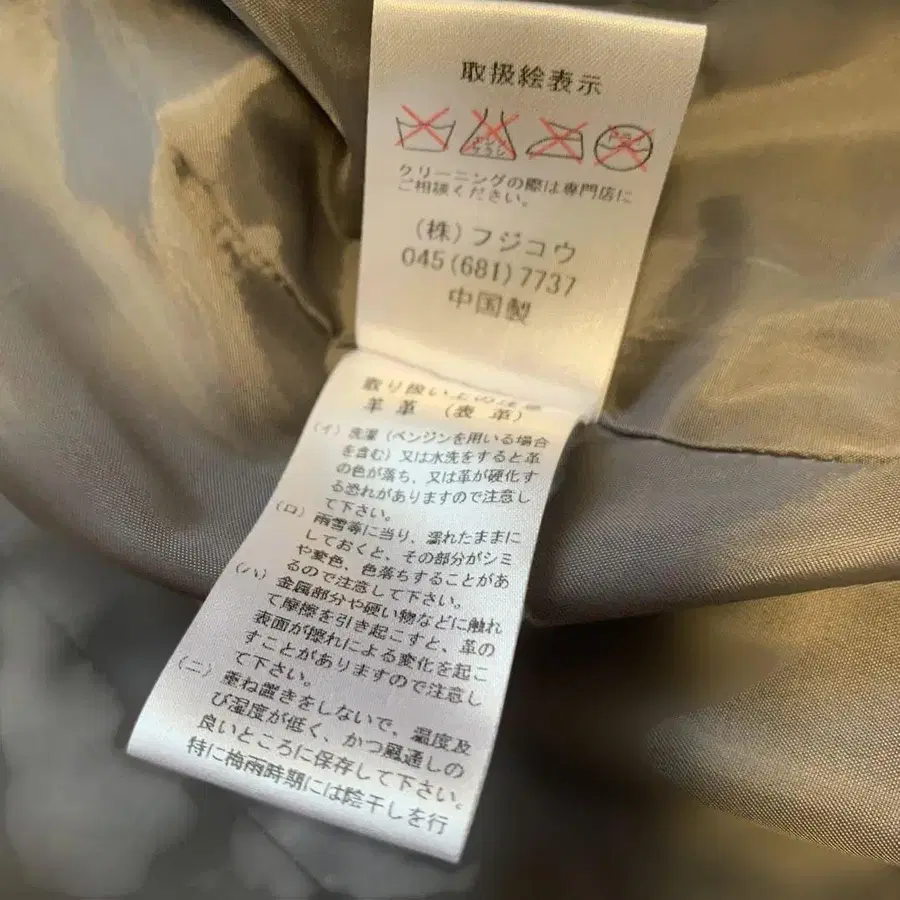 取扱絵表示
クリーニングの際は専門店に
ご相談ください。
(株)フジコウ
045(681)7737
中国製
取り扱い上の注意
羊革 (表革)
(イ) 洗濯(ベンジンを用いる場合
を含む)又は水洗をすると革
の色が落ち、又は革が硬化す
る恐れがありますので注意し
て下さい。
(ロ) 雨雪等に当り、濡れたままに
しておくと、その部分がシミ
や変色、色落ちすることがあ
るので注意して下さい。
(ハ) 金属部分や硬い物などに触れ
て摩擦を引き起こすと、革の
表面が擦れによる変化を起こ
すことがありますので注意し
て下さい。
(ニ) 重ね置きをしないで、温度及
び湿度が低く、かつ風通しの
良いところに保存して下さい。
特に梅雨時期には陰干しを行